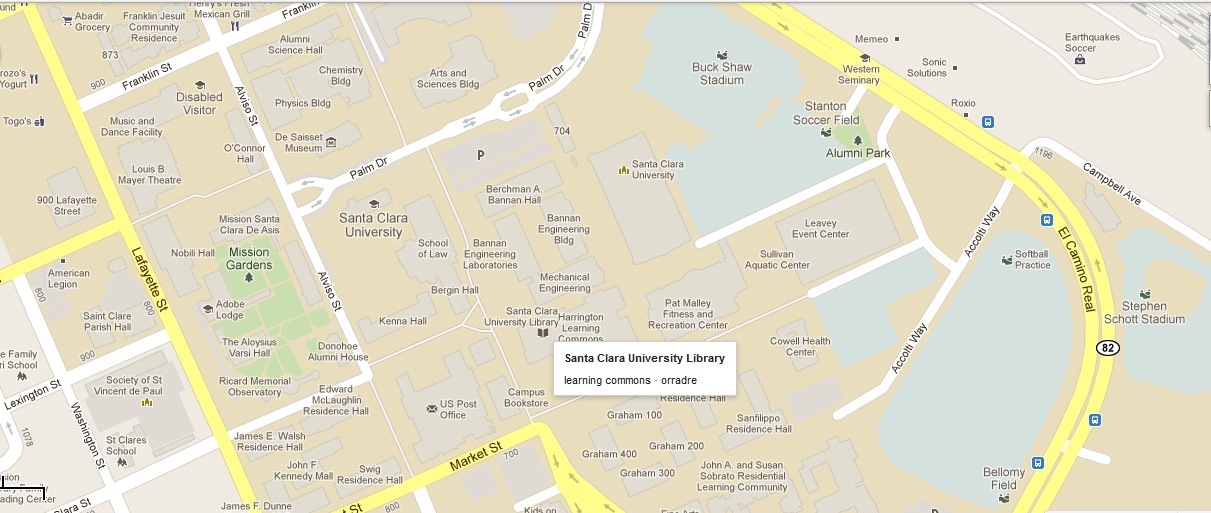 Henry's Fresh
Mexican Grill
Abadir
Grocery
Franklin Jesuit
Community
Residence
Franklin
873
900
Franklin St
Alumni
Science Hall
Chemistry
Bldg
Physics Bldg
Arts and
Sciences Bldg
Palm Dr
Palm D
Buck Shaw
Stadium
Memeo
Western
Seminary
Sonic
Solutions
Earthquakes
Soccer
Roxio
Yogurt
Togo's
Disabled
Visitor
Alviso St
Music and
Dance Facility
De Saisset
Museum
O'Connor
Hall
Louis B.
Mayer Theatre
Palm Dr
P
704
Stanton
Soccer Field
Alumni Park
1196
Campbell Ave
900 Lafayette
Street
Santa Clara
University
Berchman A.
Bannan Hall
Mission Santa
Clara De Asis
Santa Clara
University
Bannan
Engineering
Bldg
Leavey
Event Center
Accolti Way
El Camino Real
Nobili Hall
Mission
Gardens
School
of Law
Bannan
Engineering
Laboratories
Sullivan
Aquatic Center
Softball
Practice
Lafayette St
Alviso St
American
Legion
800
800
Bergin Hall
Mechanical
Engineering
Adobe
Lodge
Saint Clare
Parish Hall
Kenna Hall
Santa Clara
University Library
Harrington
Learning
Commons
Pat Malley
Fitness and
Recreation Center
Stephen
Schott Stadium
The Aloysius
Varsi Hall
Donohoe
Alumni House
Cowell Health
Center
Accolti Way
82
900
Santa Clara University Library
learning commons · orradre
e Family
ri School
Lexington St
Society of St
Vincent de Paul
Ricard Memorial
Observatory
Edward
McLaughlin
Residence Hall
US Post
Office
Campus
Bookstore
Residence Hall
Washington St
1078
St Clares
School
James E. Walsh
Residence Hall
Graham 100
Graham 200
Graham 400
Graham 300
Sanfilippo
Residence Hall
Market St
700
John F.
Kennedy Mall
Swig
Residence Hall
John A. and Susan
Sobrato Residential
Learning Community
Bellomy
Field
ading Center
Clara St
James F. Dunne
t St
800
Kids on
Fine Arts